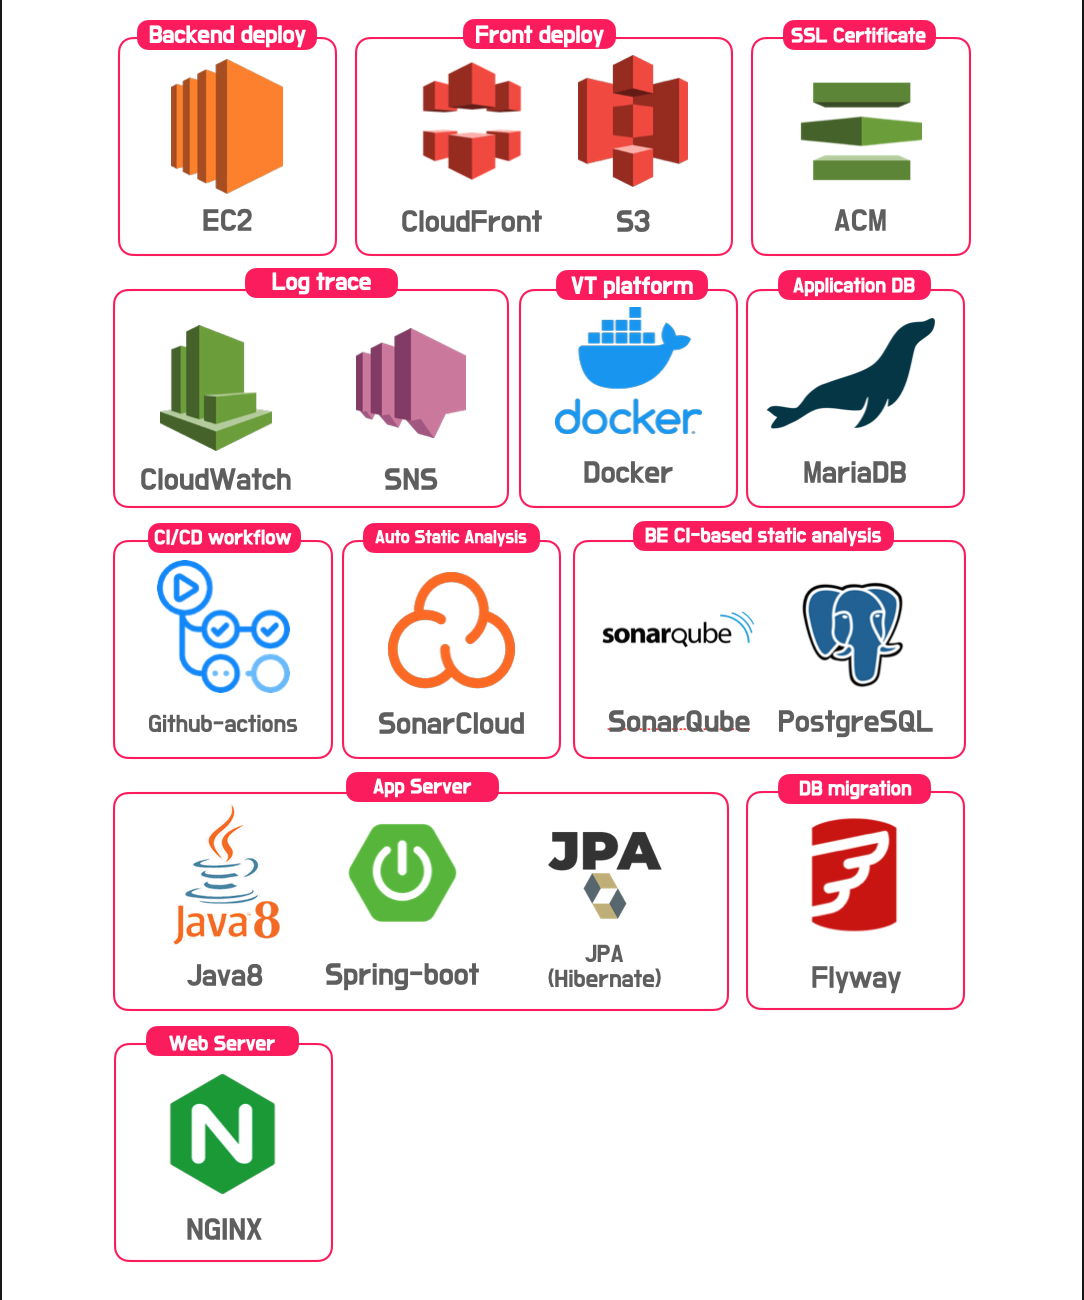 Backend deploy
EC2
Front deploy
CloudFront
S3
SSL Certificate
ACM
Log trace
CloudWatch
SNS
VT platform
docker
Docker
Application DB
MariaDB
CI/CD workflow
Github-actions
Auto Static Analysis
SonarCloud
BE CI-based static analysis
sonarqube
SonarQube
PostgreSQL
App Server
Java 8
Java8
Spring-boot
JPA
JPA
(Hibernate)
DB migration
Flyway
Web Server
N
NGINX